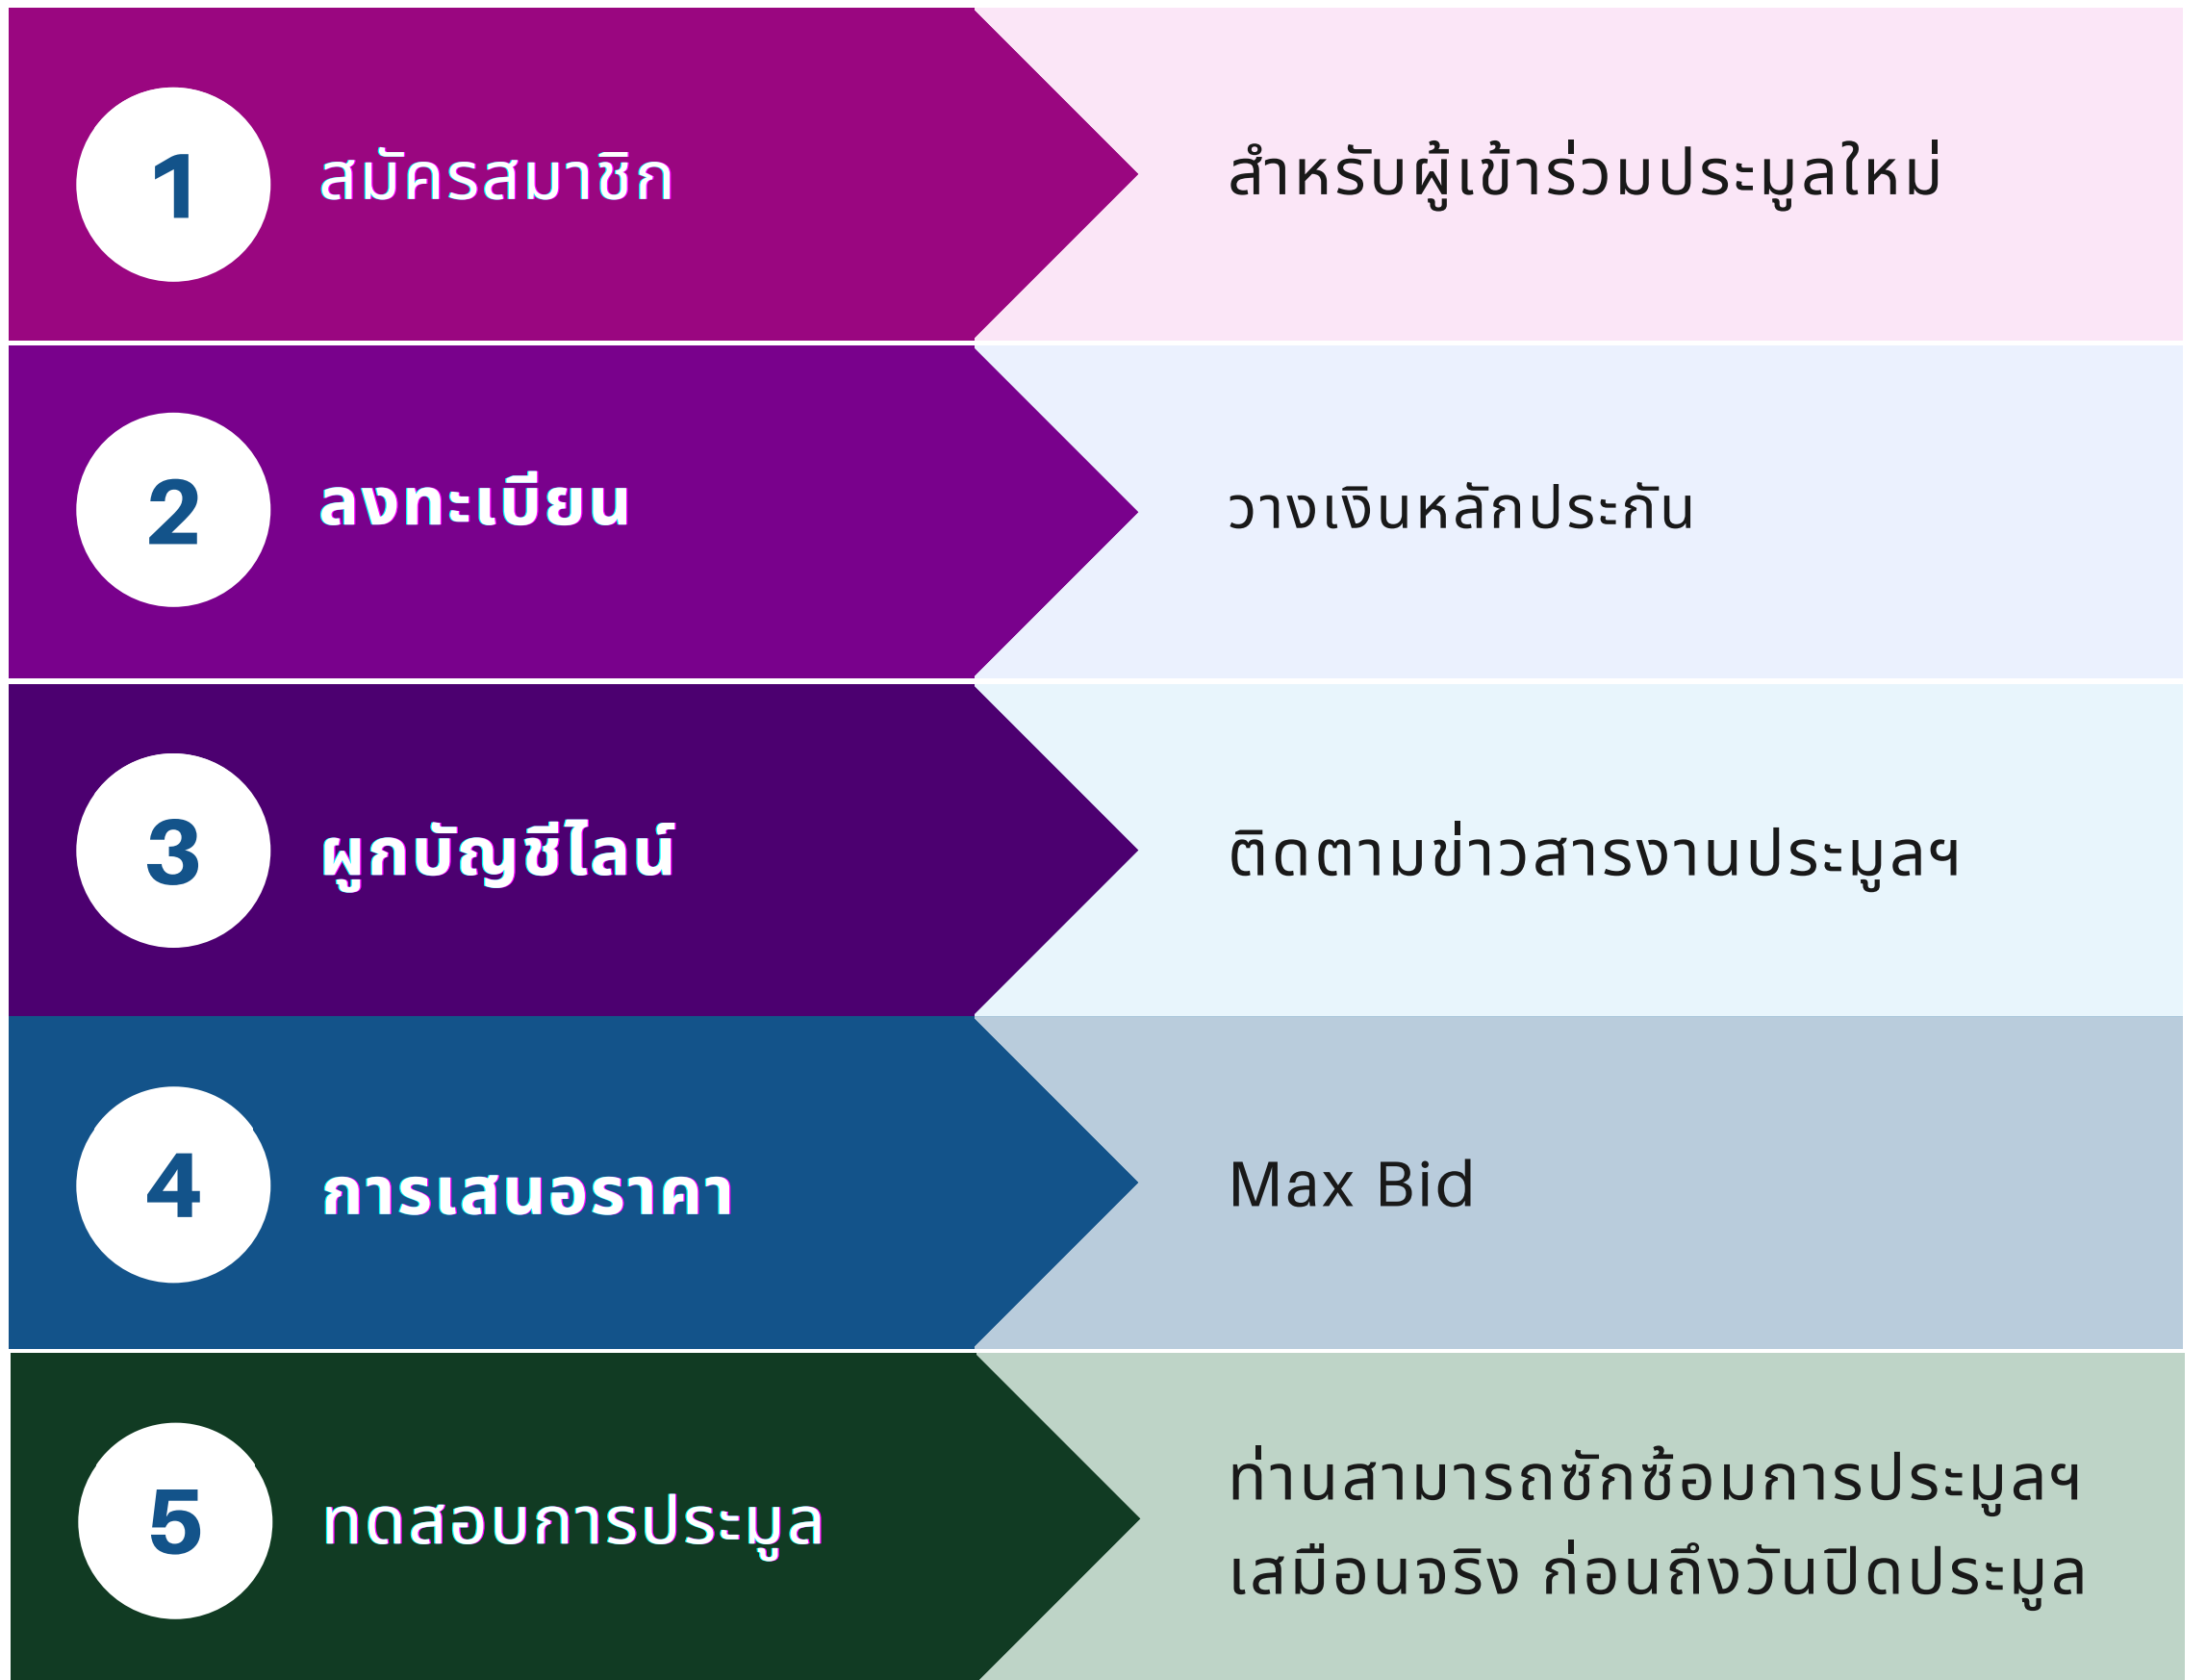 1 สมัครสมาชิก สำหรับผู้เข้าร่วมประมูลใหม่
2 ลงทะเบียน วางเงินหลักประกัน
3 ผูกบัญชีไลน์ ติดตามข่าวสารงานประมูลฯ
4 การเสนอราคา Max Bid
5 ทดสอบการประมูล ท่านสามารถซักซ้อมการประมูลฯ
เสมือนจริง ก่อนถึงวันปิดประมูล